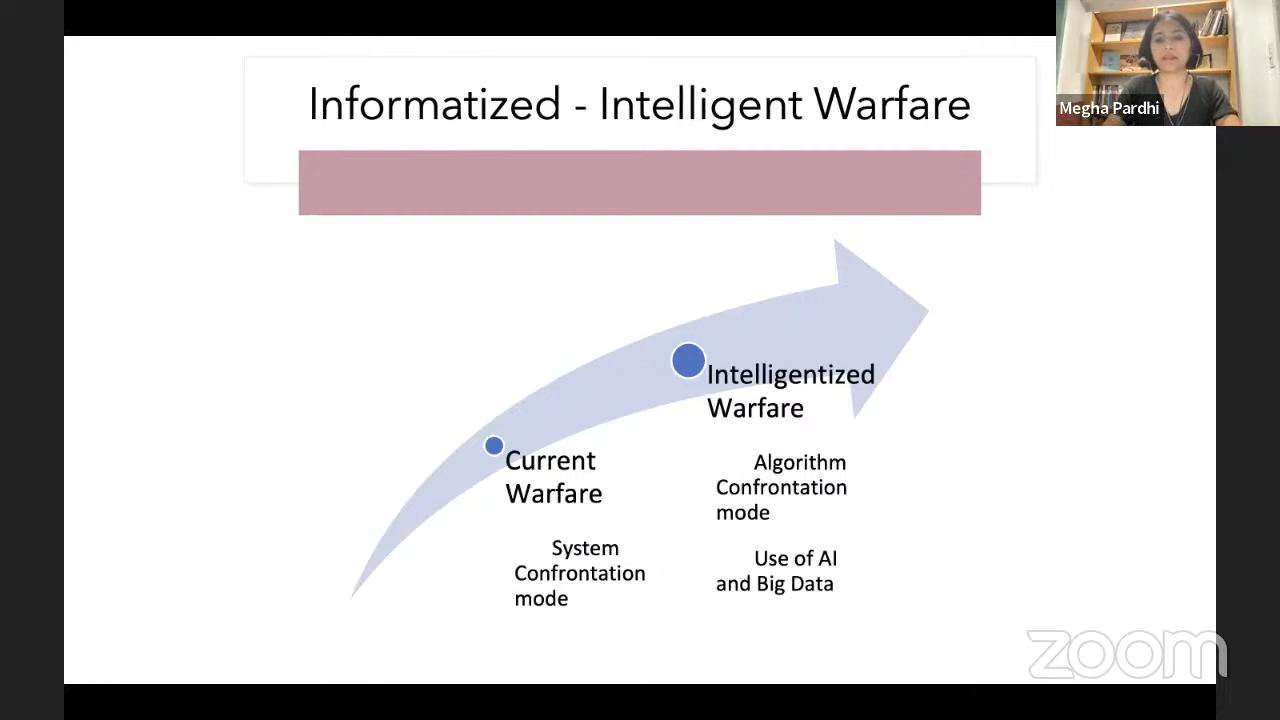 Informatized - Intelligent Warfare
Megha Pardhi
Intelligentized
Warfare
Algorithm
Confrontation
mode
Use of AI
and Big Data
Current
Warfare
System
Confrontation
mode
zoom